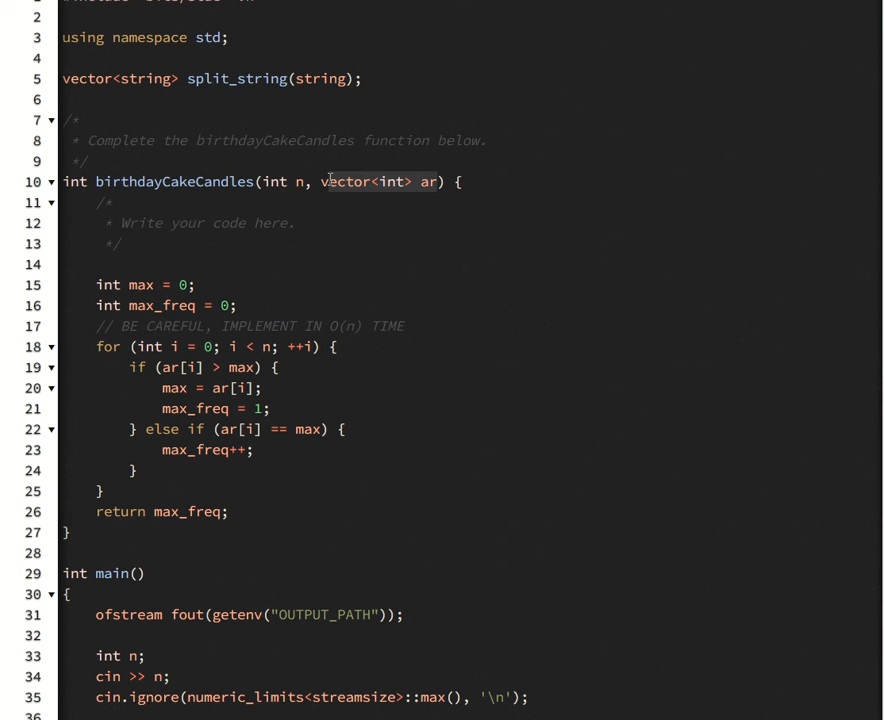 2
3 using namespace std;
4
5 vector<string> split_string(string);
6
7 /*
8 * Complete the birthdayCakeCandles function below.
9 */
10 int birthdayCakeCandles(int n, vector<int> ar) {
11 /*
12 * Write your code here.
13 */
14
15 int max = 0;
16 int max_freq = 0;
17 // BE CAREFUL, IMPLEMENT IN O(n) TIME
18 for (int i = 0; i < n; ++i) {
19 if (ar[i] > max) {
20 max = ar[i];
21 max_freq = 1;
22 } else if (ar[i] == max) {
23 max_freq++;
24 }
25 }
26 return max_freq;
27 }
28
29 int main()
30 {
31 ofstream fout(getenv("OUTPUT_PATH"));
32
33 int n;
34 cin >> n;
35 cin.ignore(numeric_limits<streamsize>::max(), '\n');
36